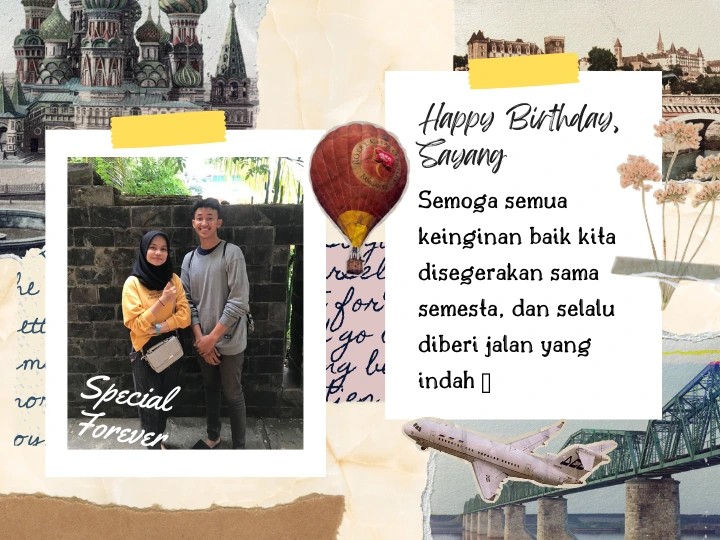 Happy Birthday,
Sayang
Semoga semua
keinginan baik kita
disegerakan sama
semesta, dan selalu
diberi jalan yang
indah
Special
Forever